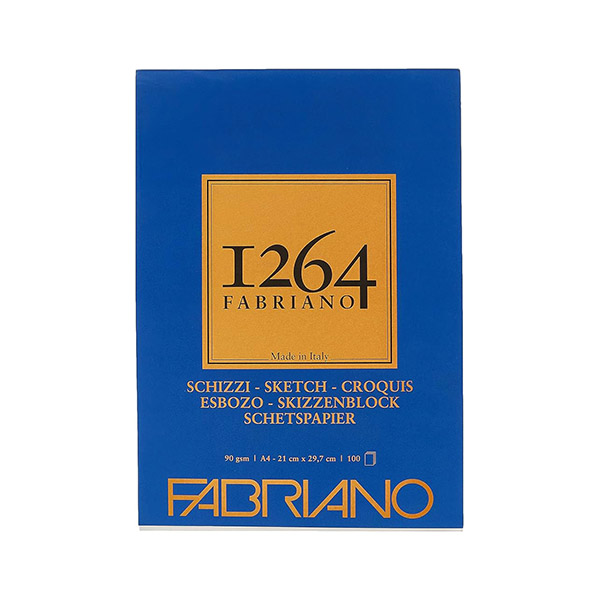 1264
FABRIANO
Made in Italy
SCHIZZI - SKETCH - CROQUIS
ESBOZO - SKIZZENBLOCK
SCHETSPAPIER
90 gsm | A4 - 21 cm x 29,7 cm | 100
FABRIANO